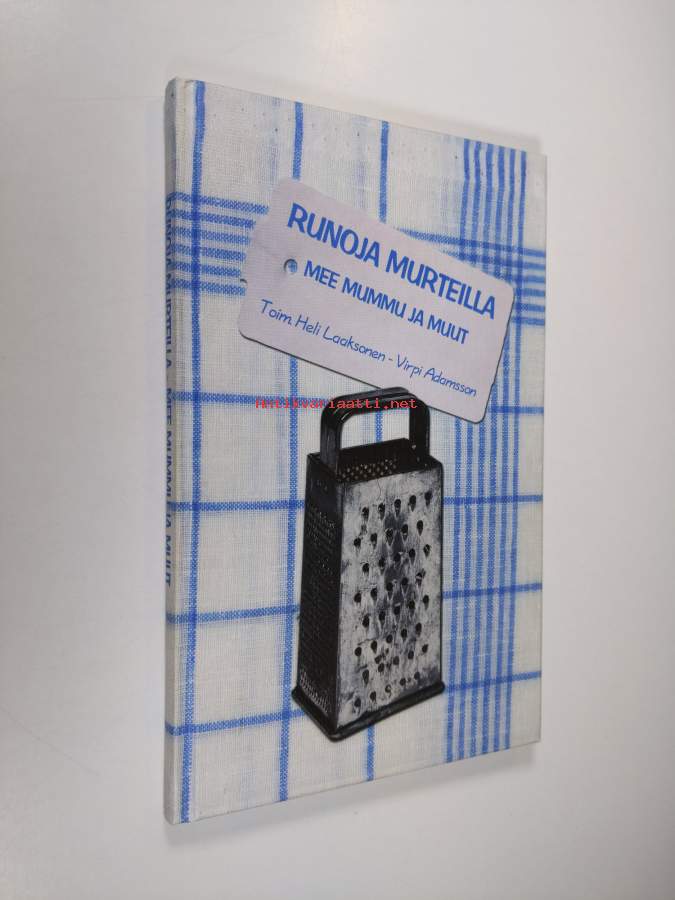 RUNOJA MURTEILLA
MEE MUMMU JA MUUT
Toim. Heli Laaksonen - Virpi Adamsson
Antikvariaatti.net
RUNOJA MURTEILLA MEE MUMMU JA MUUT